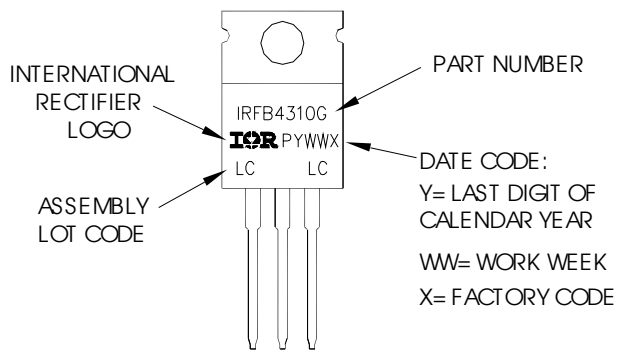 INTERNATIONAL
RECTIFIER
LOGO
PART NUMBER
IRFB4310G
IOR PYWWX
LC LC
ASSEMBLY
LOT CODE
DATE CODE:
Y= LAST DIGIT OF
CALENDAR YEAR
WW= WORK WEEK
X= FACTORY CODE